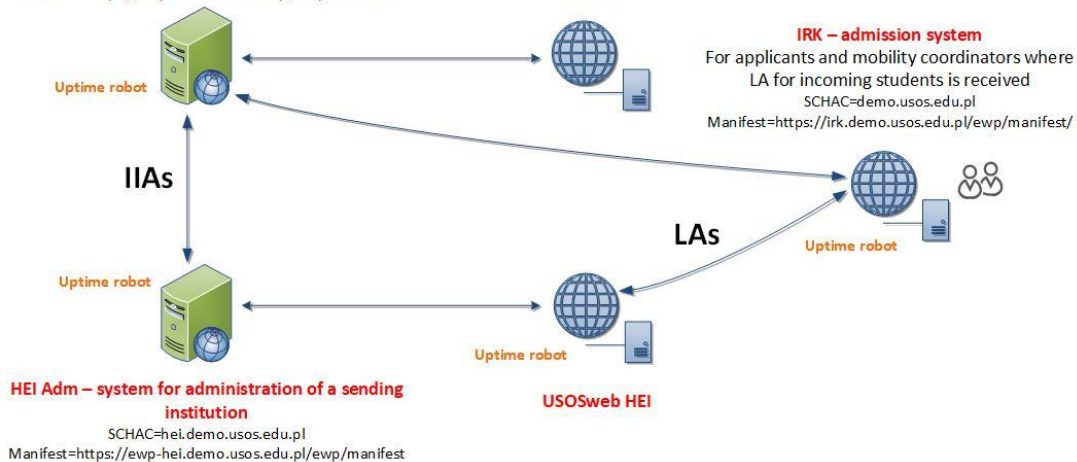 IRK – admission system
For applicants and mobility coordinators where
LA for incoming students is received
SCHAC=demo.usos.edu.pl
Manifest=https://irk.demo.usos.edu.pl/ewp/manifest/
Uptime robot
IIAs
LAs
Uptime robot
Uptime robot
Uptime robot
HEI Adm – system for administration of a sending
institution
SCHAC=hei.demo.usos.edu.pl
Manifest=https://ewp-hei.demo.usos.edu.pl/ewp/manifest
USOSweb HEI